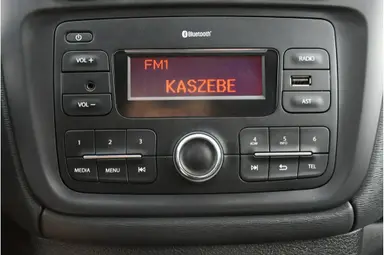 Bluetooth
VOL +
FM1
RADIO
KASZEBE
VOL −
AST
1 2 3
4 5 6
MEDIA MENU
TEL